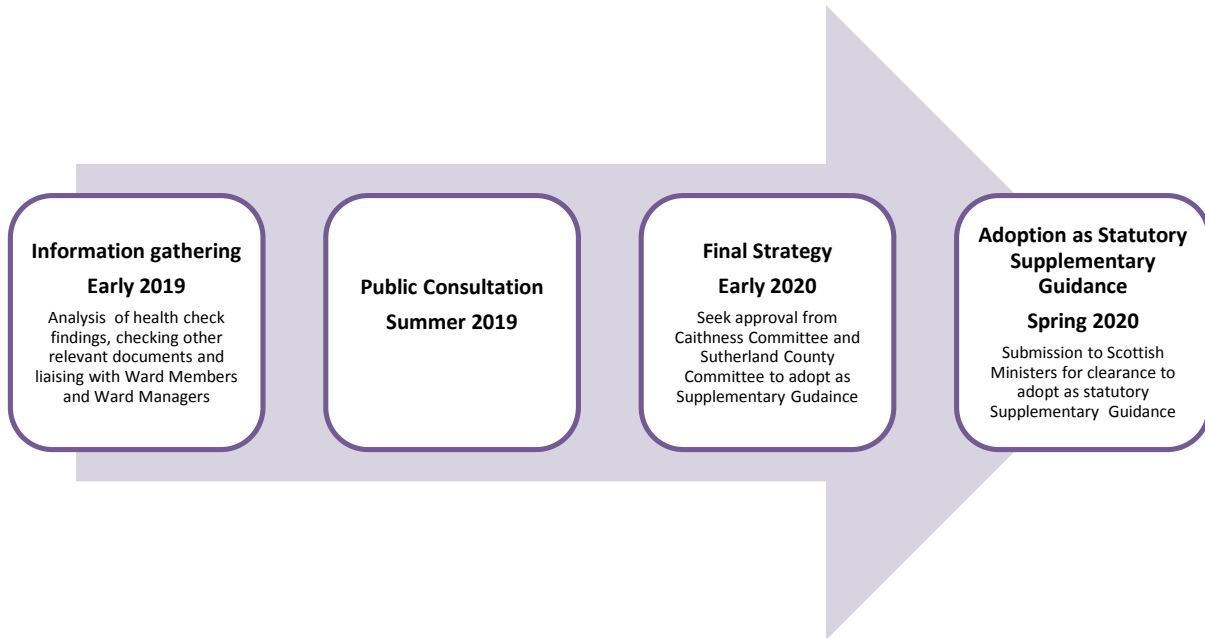 Information gathering
Early 2019
Analysis of health check
findings, checking other
relevant documents and
liaising with Ward Members
and Ward Managers
Public Consultation
Summer 2019
Final Strategy
Early 2020
Seek approval from
Caithness Committee and
Sutherland County
Committee to adopt as
Supplementary Gudaince
Adoption as Statutory
Supplementary
Guidance
Spring 2020
Submission to Scottish
Ministers for clearance to
adopt as statutory
Supplementary Guidance